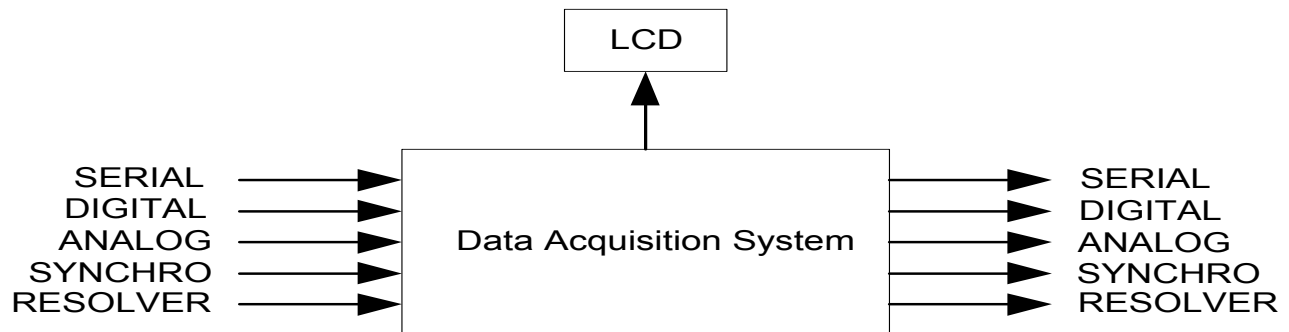 LCD
SERIAL
DIGITAL
ANALOG
SYNCHRO
RESOLVER
Data Acquisition System
SERIAL
DIGITAL
ANALOG
SYNCHRO
RESOLVER